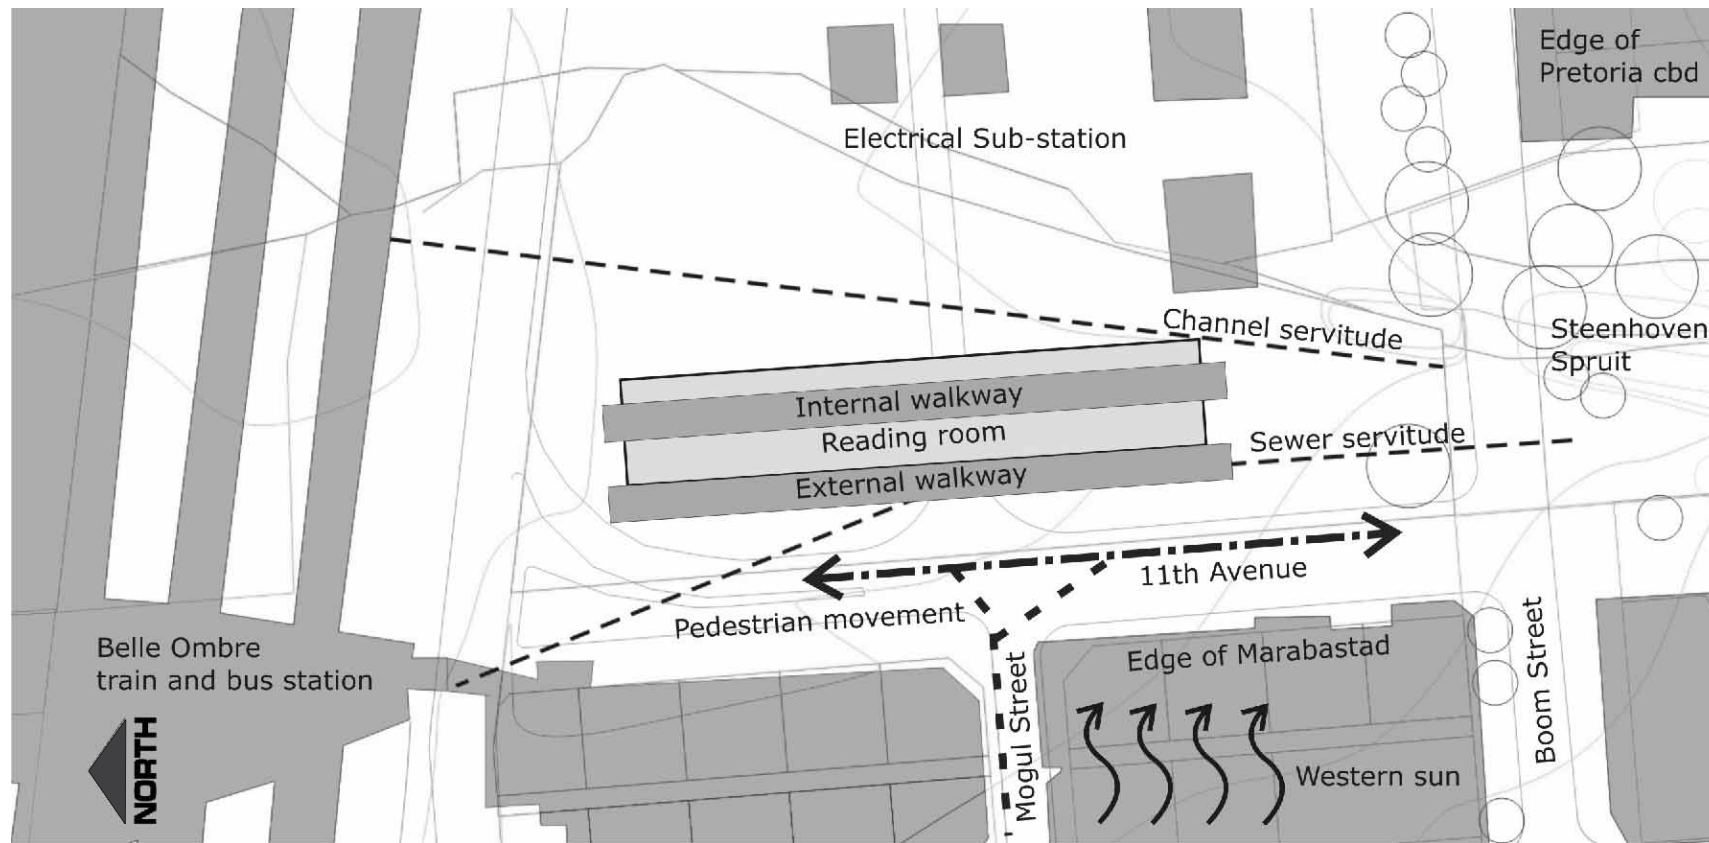 Edge of
Pretoria cbd
Electrical Sub-station
Channel servitude
Steenhoven
Spruit
Internal walkway
Reading room
Sewer servitude
External walkway
11th Avenue
Pedestrian movement
Belle Ombre
train and bus station
Edge of Marabastad
Mogul Street
Boom Street
Western sun
NORTH